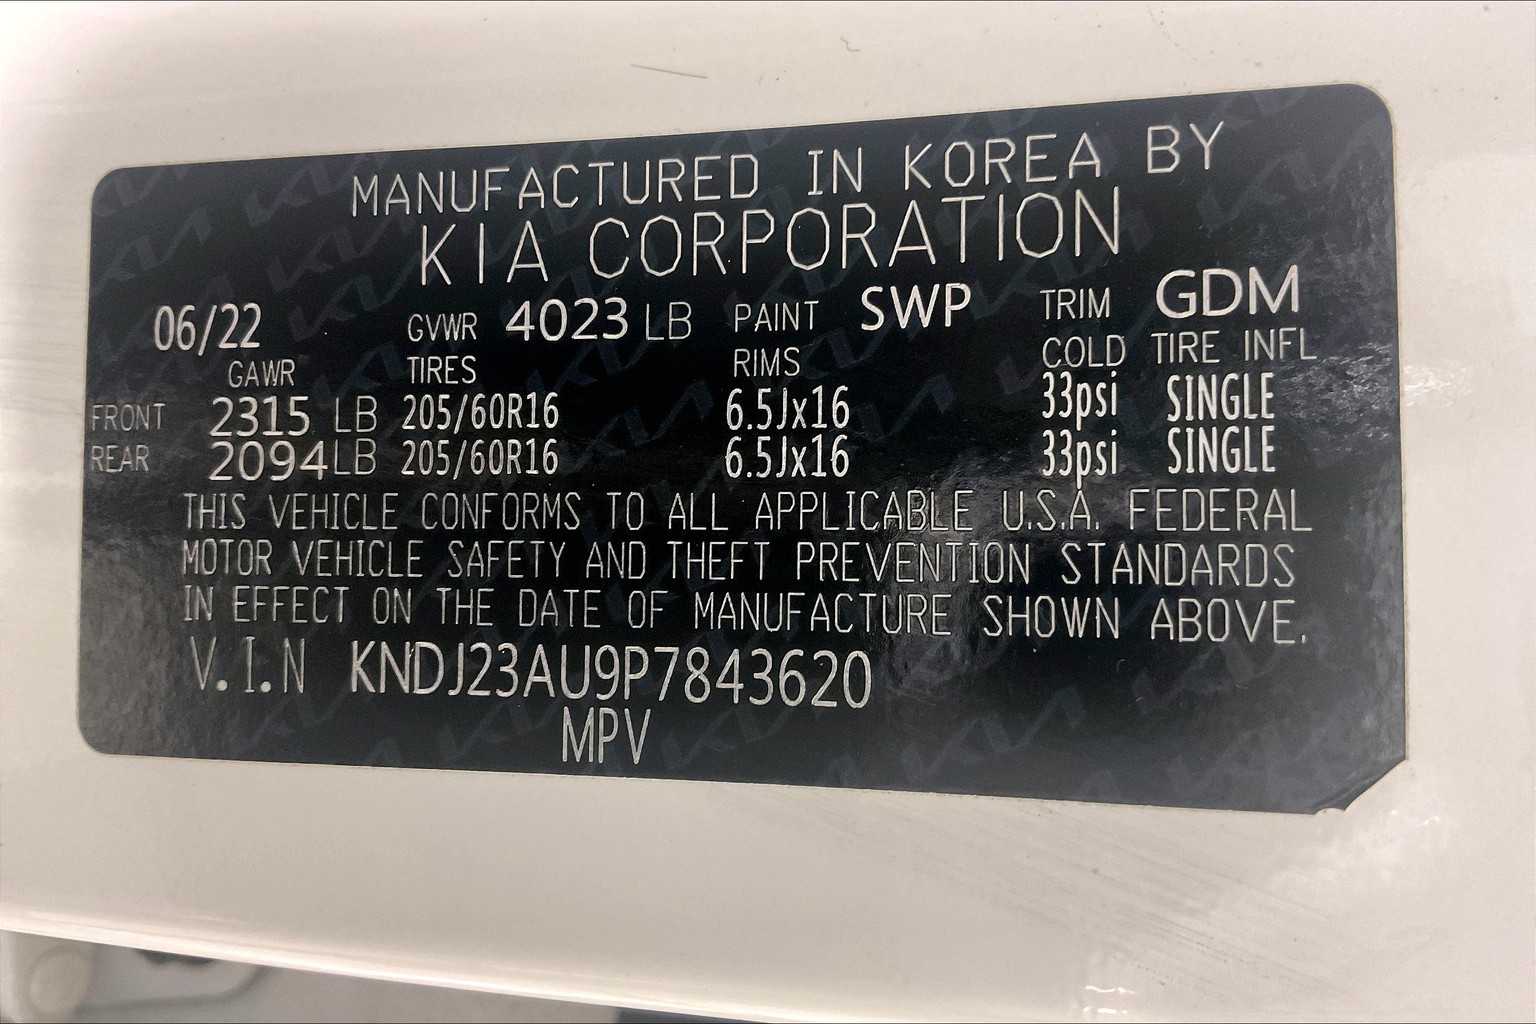 MANUFACTURED IN KOREA BY
KIA CORPORATION
06/22 GVWR 4023 LB PAINT SWP TRIM GDM
GAWR TIRES RIMS COLD TIRE INFL
FRONT 2315 LB 205/60R16 6.5Jx16 33psi SINGLE
REAR 2094 LB 205/60R16 6.5Jx16 33psi SINGLE
THIS VEHICLE CONFORMS TO ALL APPLICABLE U.S.A. FEDERAL
MOTOR VEHICLE SAFETY AND THEFT PREVENTION STANDARDS
IN EFFECT ON THE DATE OF MANUFACTURE SHOWN ABOVE.
V.I.N KNDJ23AU9P7843620
MPV